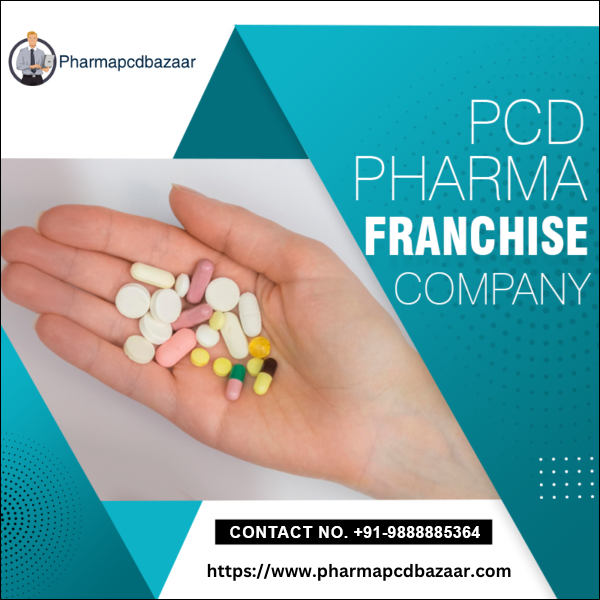 Pharmapcdbazaar
PCD
PHARMA
FRANCHISE
COMPANY
CONTACT NO. +91-9888885364
https://www.pharmapcdbazaar.com